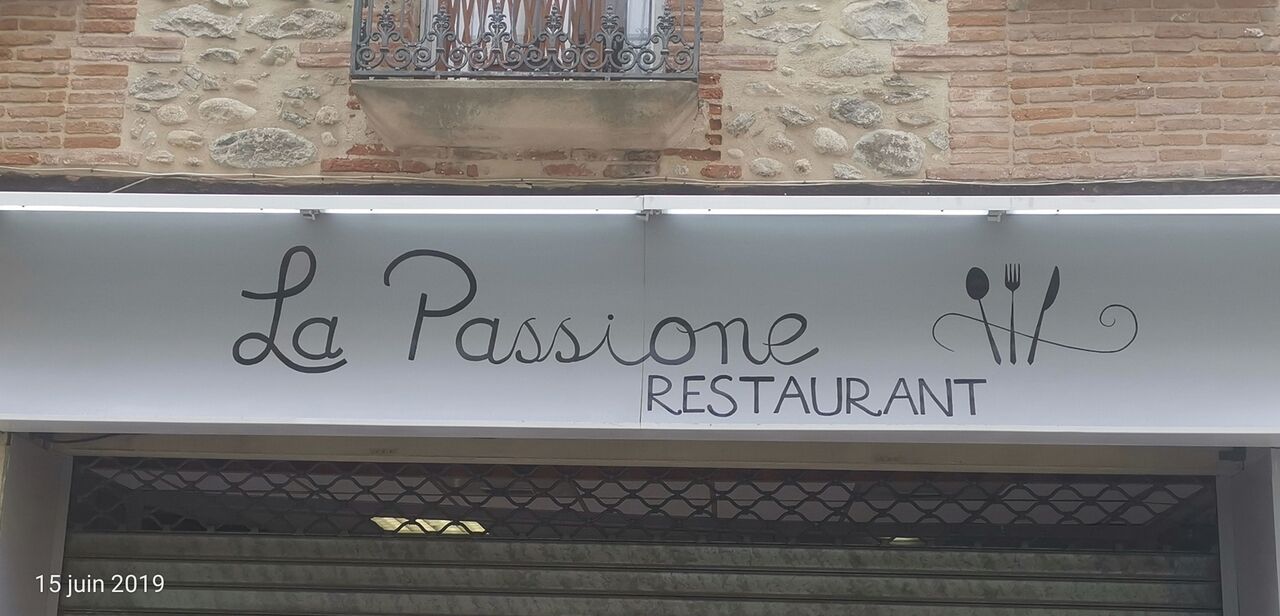 La Passione
RESTAURANT
15 juin 2019